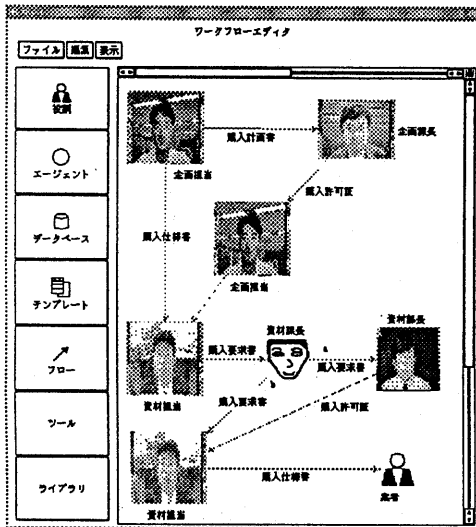 ワークフローエディタ
ファイル 編集 表示
役割
エージェント
データベース
テンプレート
フロー
ツール
ライブラリ
購入計画書
企画担当
企画課長
購入許可証
購入仕様書
企画担当
資材課長
資材部長
購入要求書
a
購入要求書
資材担当
b
購入要求書
購入許可証
購入仕様書
資材担当
業者